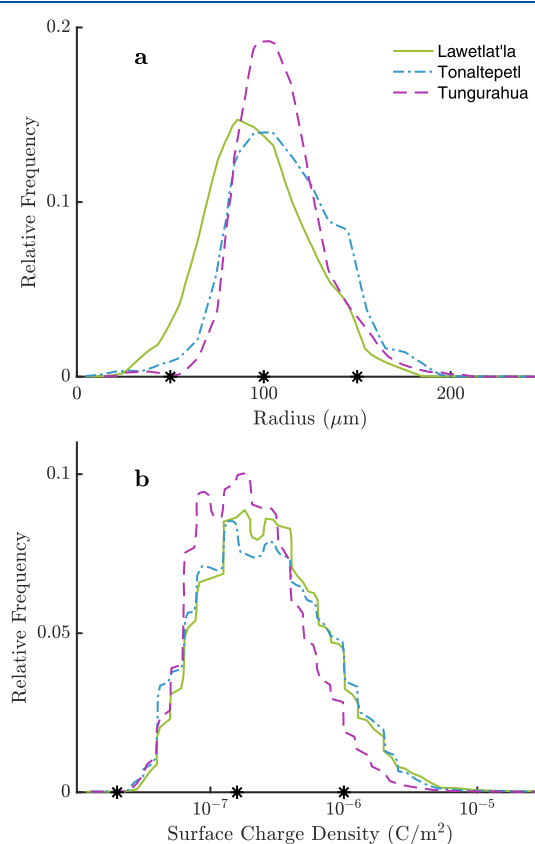 0.2
a
Lawetlat'la
Tonaltepetl
Tungurahua
0.1
Relative Frequency
0
0
100
200
Radius (μm)
b
0.1
0.05
Relative Frequency
0
10⁻⁷
10⁻⁶
10⁻⁵
Surface Charge Density (C/m²)